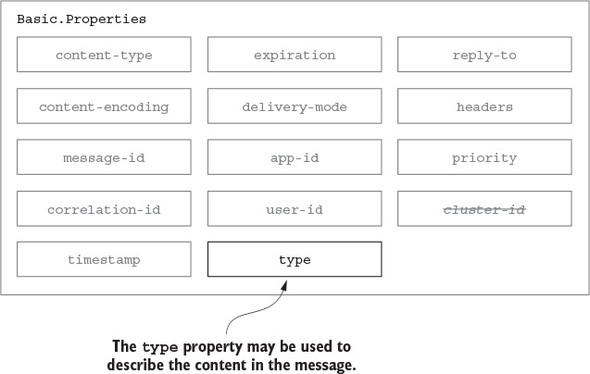 Basic.Properties
content-type expiration reply-to
content-encoding delivery-mode headers
message-id app-id priority
correlation-id user-id cluster-id
timestamp type
The type property may be used to
describe the content in the message.